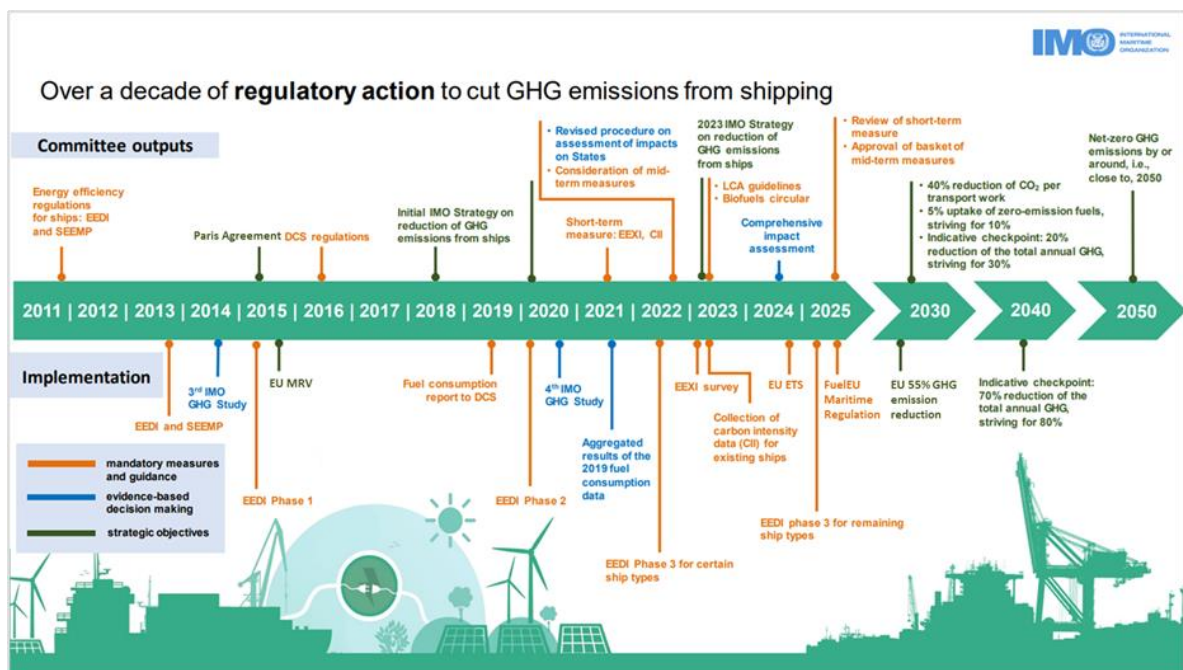 IMO
INTERNATIONAL
MARITIME
ORGANIZATION
Over a decade of regulatory action to cut GHG emissions from shipping
Committee outputs
Energy efficiency
regulations
for ships: EEDI
and SEEMP
Paris Agreement
DCS regulations
Initial IMO Strategy on
reduction of GHG
emissions from ships
• Revised procedure on
assessment of impacts
on States
• Consideration of mid-
term measures
Short-term
measure: EEXI, CII
2023 IMO Strategy
on reduction of
GHG emissions
from ships
• LCA guidelines
• Biofuels circular
Comprehensive
impact
assessment
• Review of short-term
measure
• Approval of basket of
mid-term measures
• 40% reduction of CO₂ per
transport work
• 5% uptake of zero-emission fuels,
striving for 10%
• Indicative checkpoint: 20%
reduction of the total annual GHG,
striving for 30%
Net-zero GHG
emissions by or
around, i.e.,
close to, 2050
2011 | 2012 | 2013 | 2014 | 2015 | 2016 | 2017 | 2018 | 2019 | 2020 | 2021 | 2022 | 2023 | 2024 | 2025
2030
2040
2050
Implementation
EEDI and SEEMP
3rd IMO
GHG Study
EEDI Phase 1
EU MRV
Fuel consumption
report to DCS
EEDI Phase 2
4th IMO
GHG Study
Aggregated
results of the
2019 fuel
consumption
data
EEDI Phase 3 for certain
ship types
EEXI survey
Collection of
carbon intensity
data (CII) for
existing ships
EU ETS
EEDI phase 3 for remaining
ship types
FuelEU
Maritime
Regulation
EU 55% GHG
emission
reduction
Indicative checkpoint:
70% reduction of the
total annual GHG,
striving for 80%
mandatory measures
and guidance
evidence-based
decision making
strategic objectives